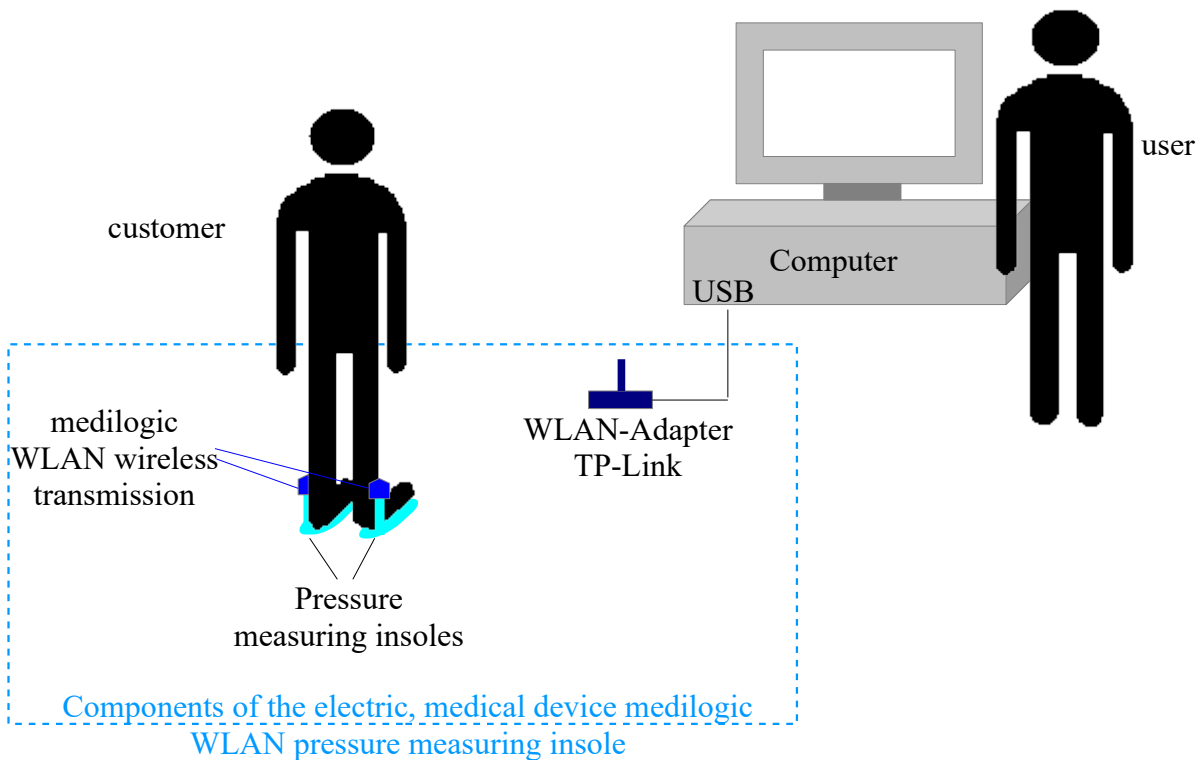 user
customer
Computer
USB
medilogic
WLAN wireless
transmission
WLAN-Adapter
TP-Link
Pressure
measuring insoles
Components of the electric, medical device medilogic
WLAN pressure measuring insole